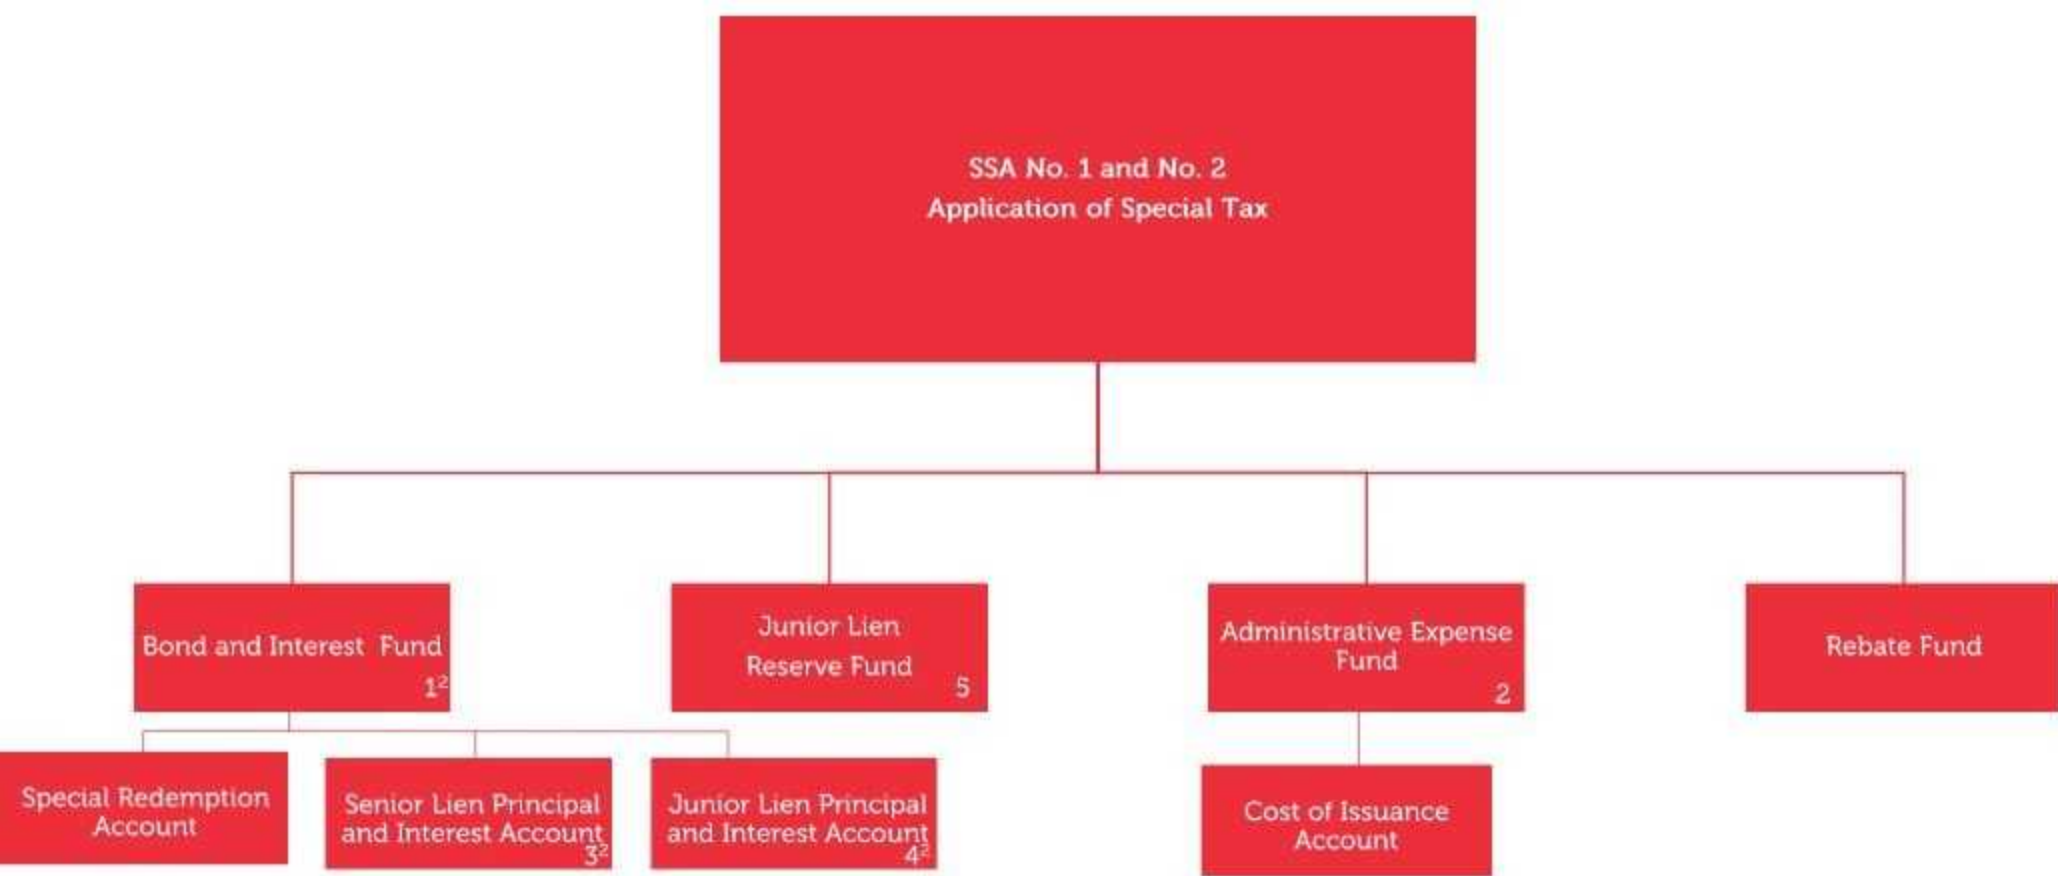 SSA No. 1 and No. 2
Application of Special Tax
Bond and Interest Fund
1²
Junior Lien
Reserve Fund
5
Administrative Expense
Fund
2
Rebate Fund
Special Redemption
Account
Senior Lien Principal
and Interest Account
3²
Junior Lien Principal
and Interest Account
4²
Cost of Issuance
Account